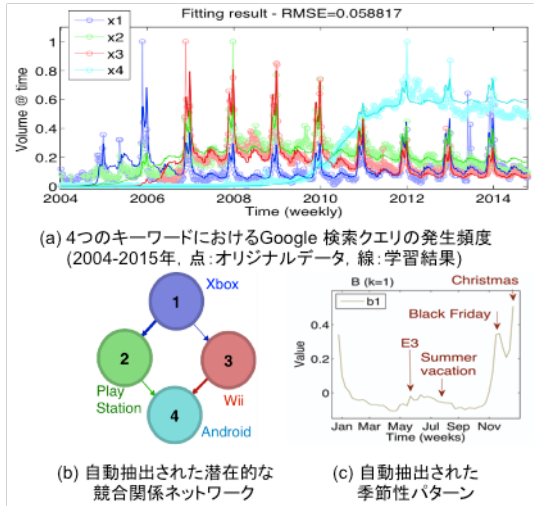 Fitting result - RMSE=0.058817
x1
x2
x3
x4
Volume @ time
1
0.8
0.6
0.4
0.2
0
2004 2006 2008 2010 2012 2014
Time (weekly)
(a) 4つのキーワードにおけるGoogle 検索クエリの発生頻度
(2004-2015年, 点:オリジナルデータ, 線:学習結果)
1
Xbox
2
3
Play
Station
Wii
4
Android
(b) 自動抽出された潜在的な
競合関係ネットワーク
Christmas
B (k=1)
b1
Black Friday
0.4
E3
Summer
vacation
Value
0.2
0
Jan Mar May Jul Sep Nov
Time (weeks)
(c) 自動抽出された
季節性パターン